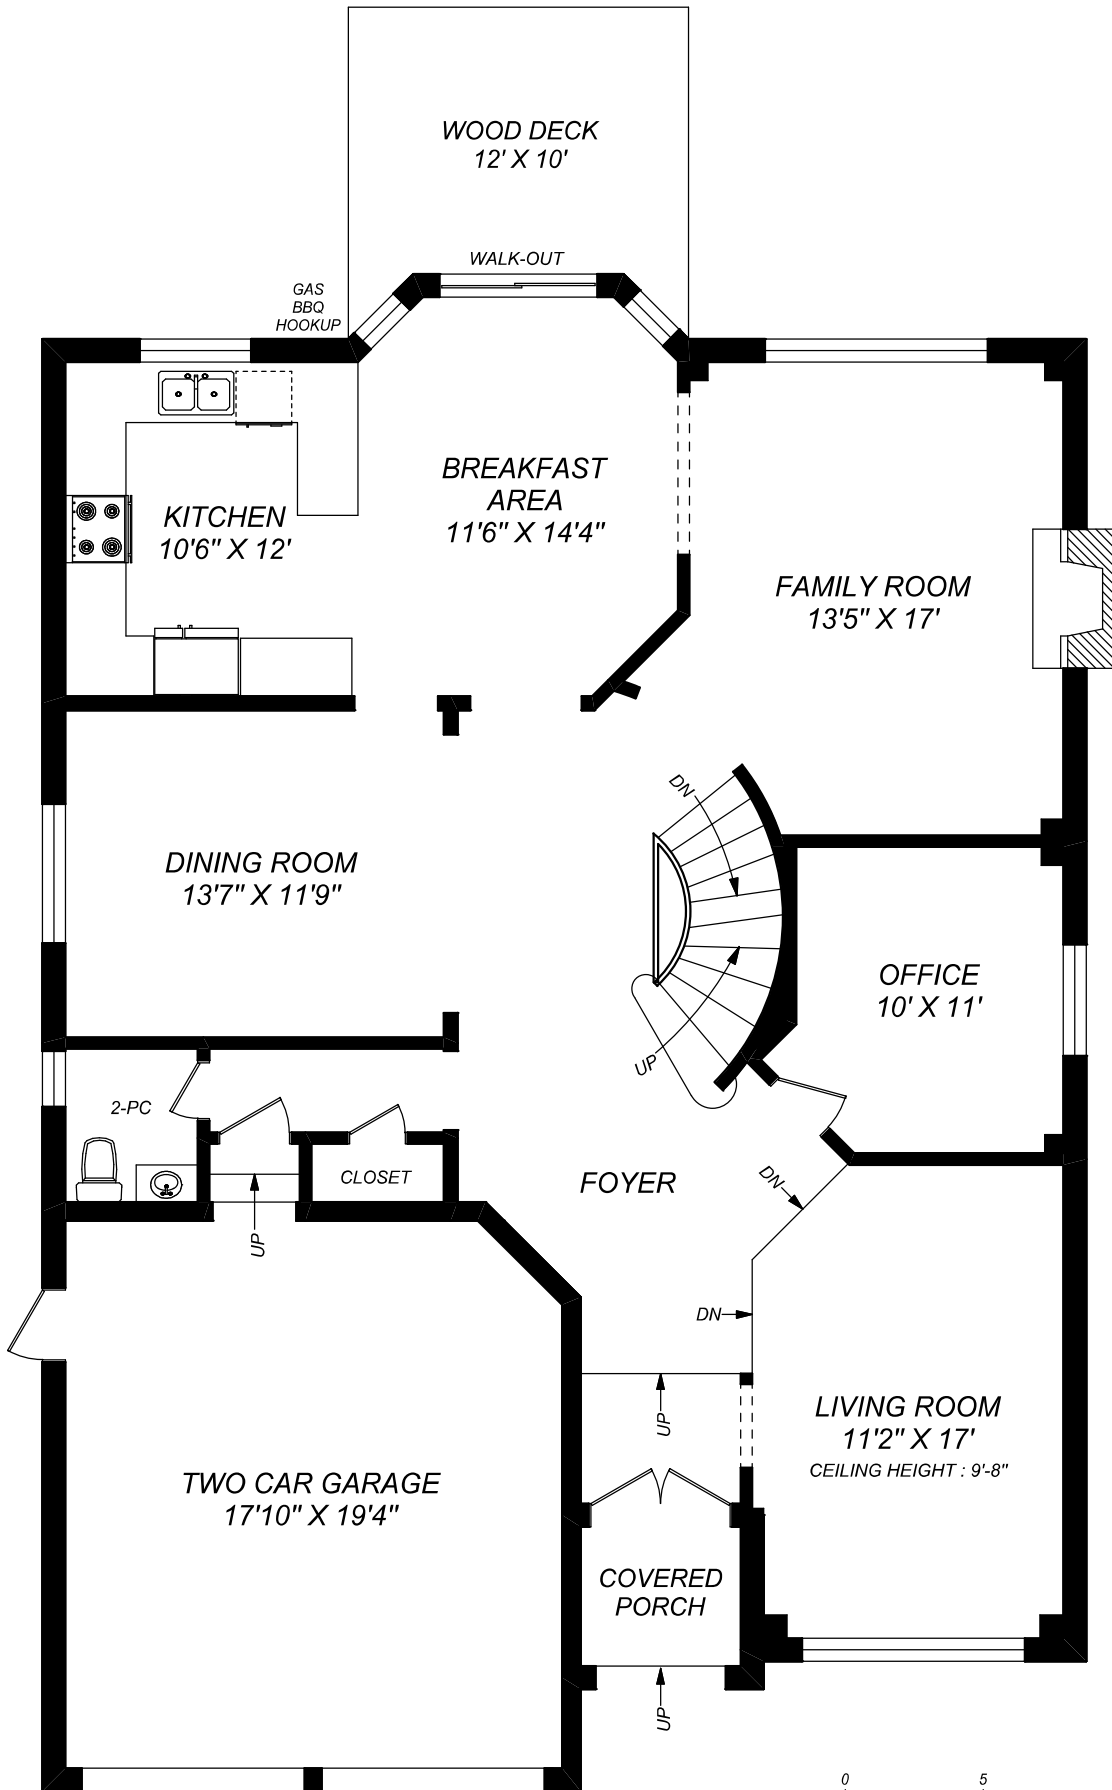 WOOD DECK
12' X 10'
WALK-OUT
GAS
BBQ
HOOKUP
BREAKFAST
AREA
11'6" X 14'4"
KITCHEN
10'6" X 12'
FAMILY ROOM
13'5" X 17'
DN
DINING ROOM
13'7" X 11'9"
OFFICE
10' X 11'
UP
2-PC
CLOSET
FOYER
DN
UP
DN
LIVING ROOM
11'2" X 17'
CEILING HEIGHT : 9'-8"
UP
TWO CAR GARAGE
17'10" X 19'4"
COVERED
PORCH
UP
0 5